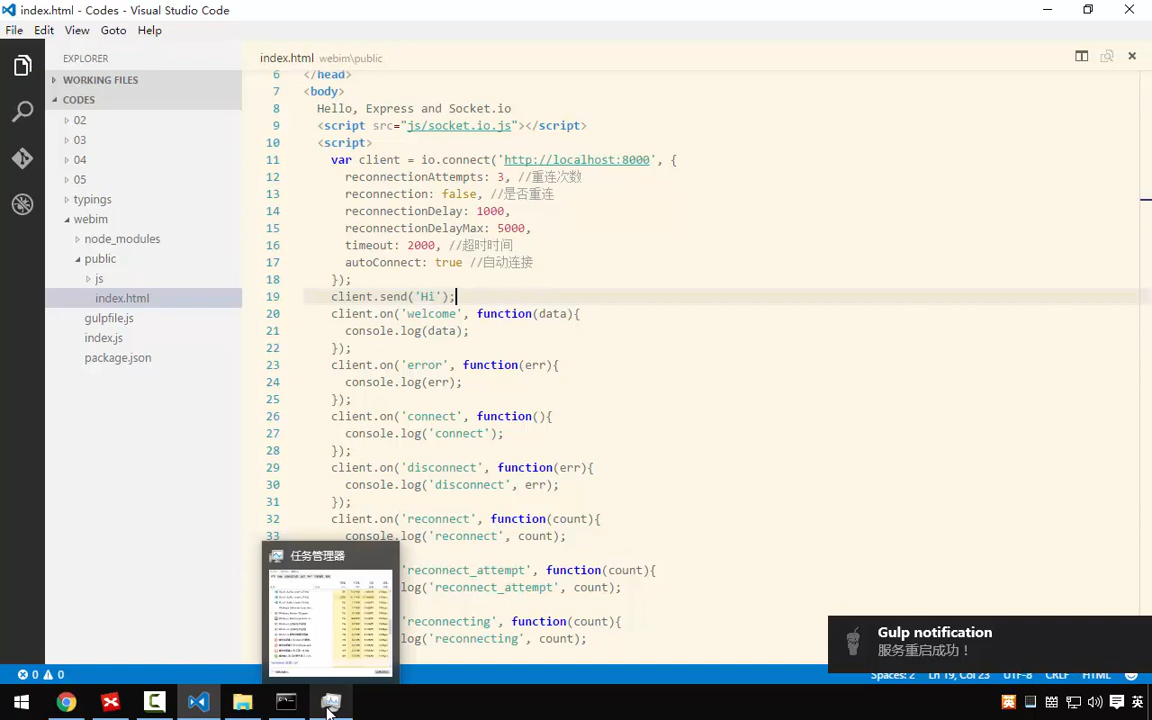 index.html - Codes - Visual Studio Code
File Edit View Goto Help
EXPLORER
WORKING FILES
CODES
02
03
04
05
typings
webim
node_modules
public
js
index.html
gulpfile.js
index.js
package.json
index.html webim\public
6 </head>
7 <body>
8 Hello, Express and Socket.io
9 <script src="js/socket.io.js"></script>
10 <script>
11 var client = io.connect('http://localhost:8000', {
12 reconnectionAttempts: 3, //重连次数
13 reconnection: false, //是否重连
14 reconnectionDelay: 1000,
15 reconnectionDelayMax: 5000,
16 timeout: 2000, //超时时间
17 autoConnect: true //自动连接
18 });
19 client.send('Hi');
20 client.on('welcome', function(data){
21 console.log(data);
22 });
23 client.on('error', function(err){
24 console.log(err);
25 });
26 client.on('connect', function(){
27 console.log('connect');
28 });
29 client.on('disconnect', function(err){
30 console.log('disconnect', err);
31 });
32 client.on('reconnect', function(count){
33 console.log('reconnect', count);
'reconnect_attempt', function(count){
log('reconnect_attempt', count);
'reconnecting', function(count){
log('reconnecting', count);
任务管理器
Gulp notification
服务重启成功！
0 0
Spaces: 2 Ln 19, Col 23 UTF-8 CRLF HTML
英